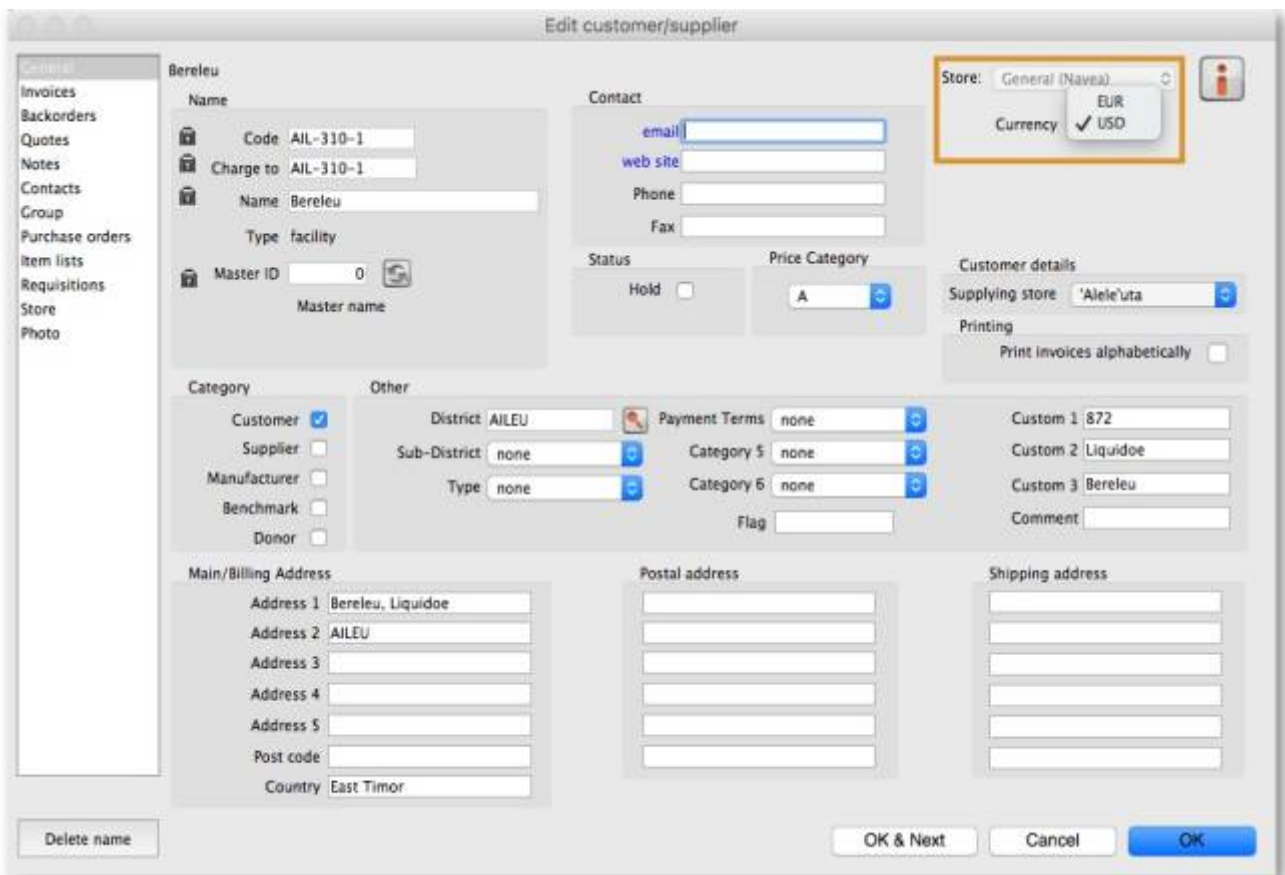 Edit customer/supplier
General
Invoices
Backorders
Quotes
Notes
Contacts
Group
Purchase orders
Item lists
Requisitions
Store
Photo
Delete name
Bereleu
Name
Code AIL-310-1
Charge to AIL-310-1
Name Bereleu
Type facility
Master ID 0
Master name
Contact
email
web site
Phone
Fax
Status
Hold
Price Category
A
Store: General (Navea)
EUR
Currency ✓ USD
Customer details
Supplying store 'Alele'uta
Printing
Print invoices alphabetically
Category
Customer
Supplier
Manufacturer
Benchmark
Donor
Other
District AILEU
Sub-District none
Type none
Payment Terms none
Category 5 none
Category 6 none
Flag
Custom 1 872
Custom 2 Liquidoe
Custom 3 Bereleu
Comment
Main/Billing Address
Address 1 Bereleu, Liquidoe
Address 2 AILEU
Address 3
Address 4
Address 5
Post code
Country East Timor
Postal address
Shipping address
OK & Next
Cancel
OK